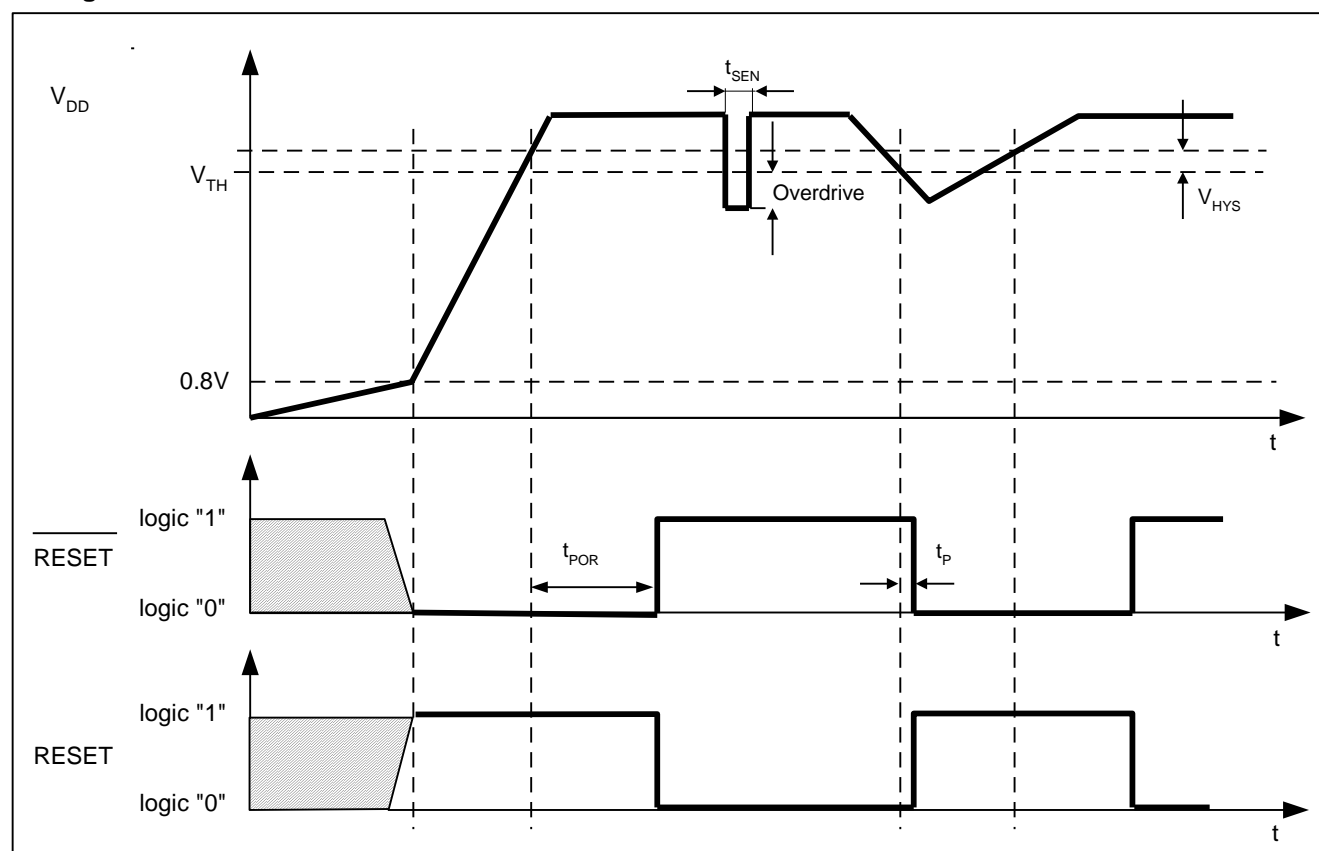 t_SEN
V_DD
V_TH
Overdrive
V_HYS
0.8V
t
logic "1"
RESET
t_POR
t_P
logic "0"
t
logic "1"
RESET
logic "0"
t